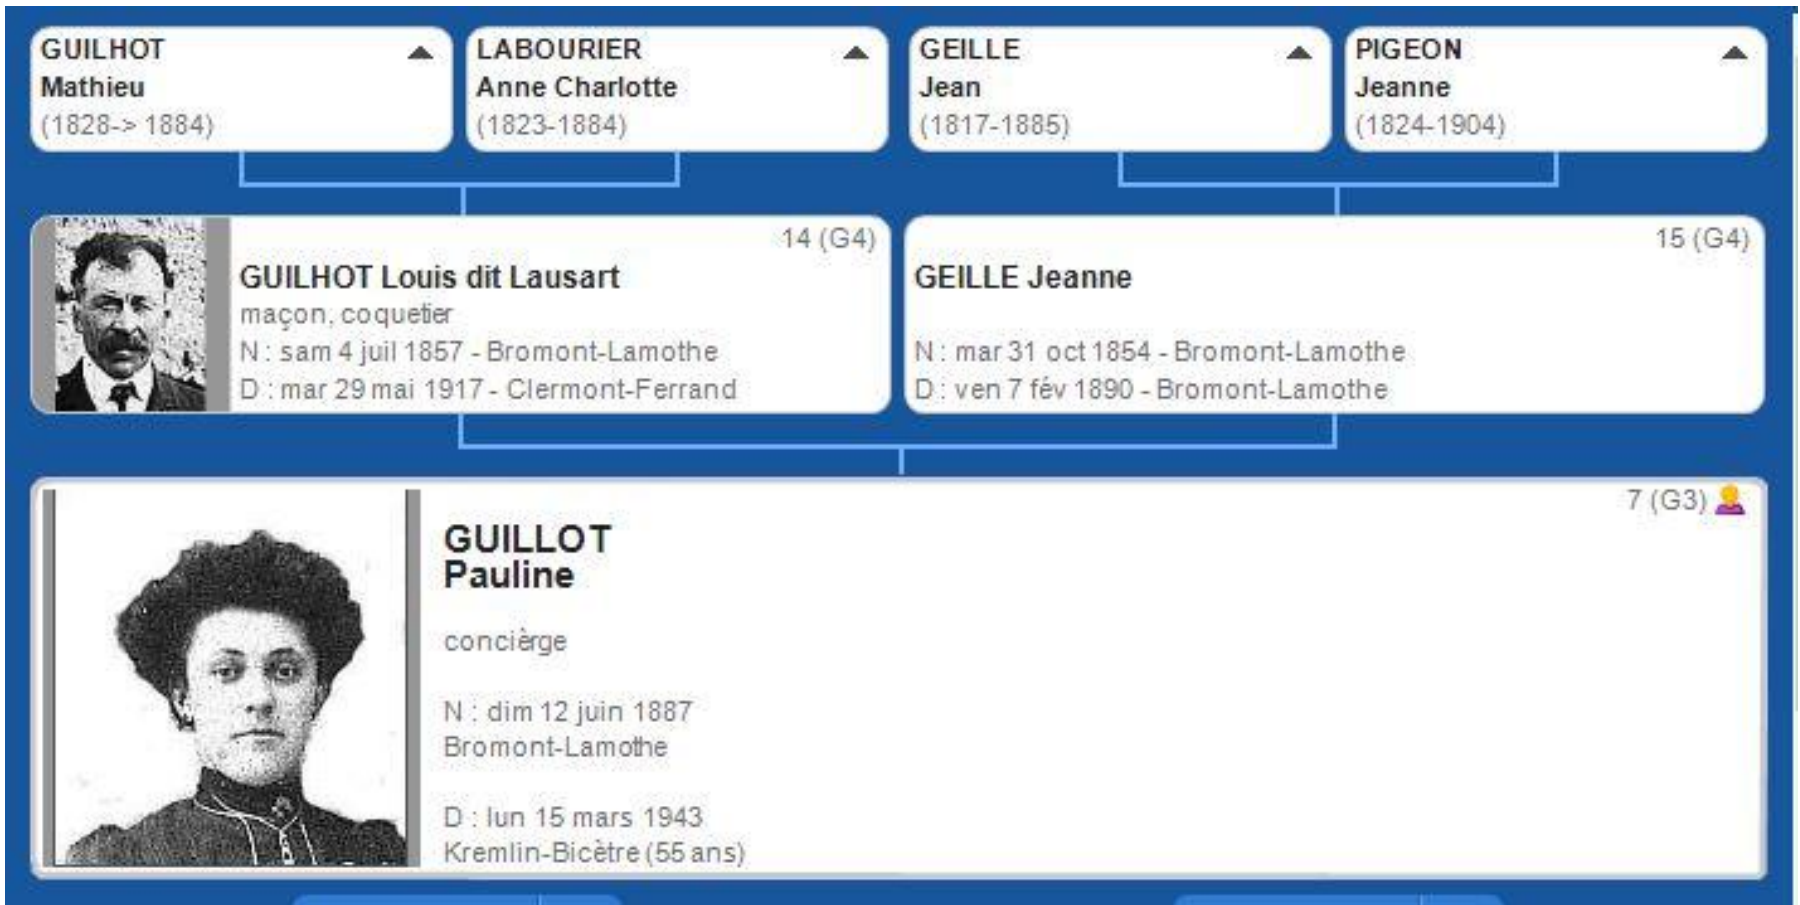 GUILHOT
Mathieu
(1828-> 1884)
LABOURIER
Anne Charlotte
(1823-1884)
GEILLE
Jean
(1817-1885)
PIGEON
Jeanne
(1824-1904)
14 (G4)
GUILHOT Louis dit Lausart
maçon, coquetier
N : sam 4 juil 1857 - Bromont-Lamothe
D : mar 29 mai 1917 - Clermont-Ferrand
15 (G4)
GEILLE Jeanne
N : mar 31 oct 1854 - Bromont-Lamothe
D : ven 7 fév 1890 - Bromont-Lamothe
7 (G3)
GUILLOT
Pauline
concièrge
N : dim 12 juin 1887
Bromont-Lamothe
D : lun 15 mars 1943
Kremlin-Bicètre (55 ans)